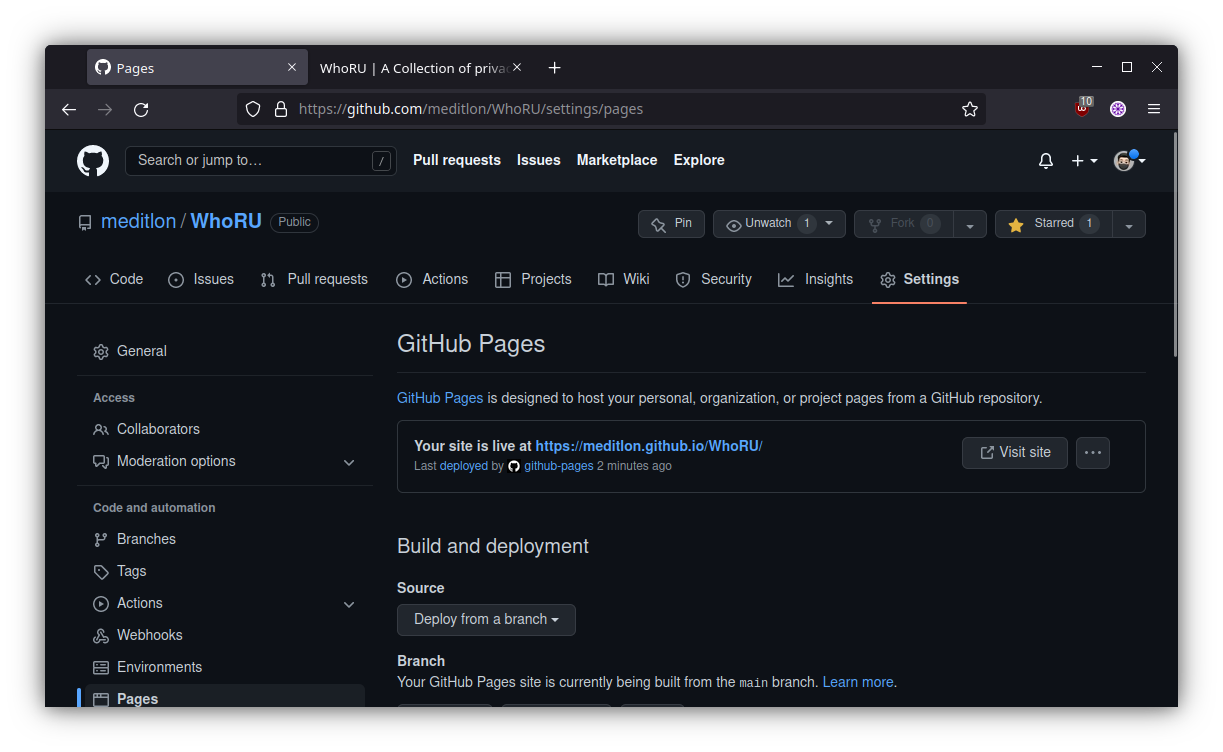 Pages
WhoRU | A Collection of priva
10
https://github.com/meditlon/WhoRU/settings/pages
Search or jump to…
/
Pull requests
Issues
Marketplace
Explore
meditlon / WhoRU
Public
Pin
Unwatch 1
Fork 0
Starred 1
Code
Issues
Pull requests
Actions
Projects
Wiki
Security
Insights
Settings
General
Access
Collaborators
Moderation options
Code and automation
Branches
Tags
Actions
Webhooks
Environments
Pages
GitHub Pages
GitHub Pages is designed to host your personal, organization, or project pages from a GitHub repository.
Your site is live at https://meditlon.github.io/WhoRU/
Last deployed by github-pages 2 minutes ago
Visit site
Build and deployment
Source
Deploy from a branch
Branch
Your GitHub Pages site is currently being built from the main branch. Learn more.